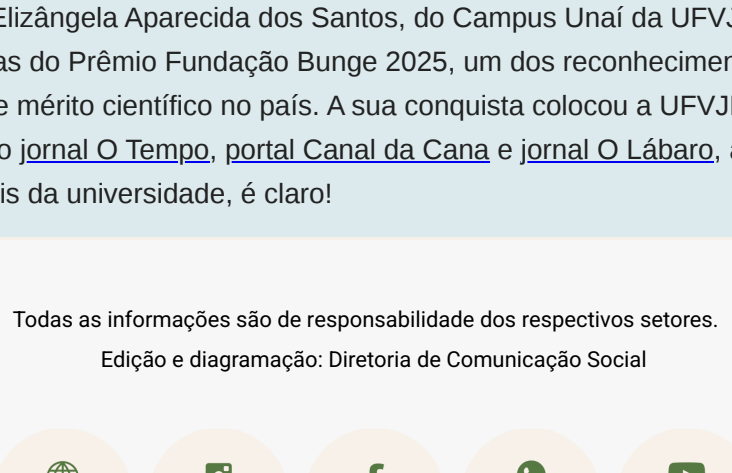 Elizângela Aparecida dos Santos, do Campus Unaí da UFVJ
as do Prêmio Fundação Bunge 2025, um dos reconhecimen
e mérito científico no país. A sua conquista colocou a UFVJ
o jornal O Tempo, portal Canal da Cana e jornal O Lábaro, a
is da universidade, é claro!
Todas as informações são de responsabilidade dos respectivos setores.
Edição e diagramação: Diretoria de Comunicação Social